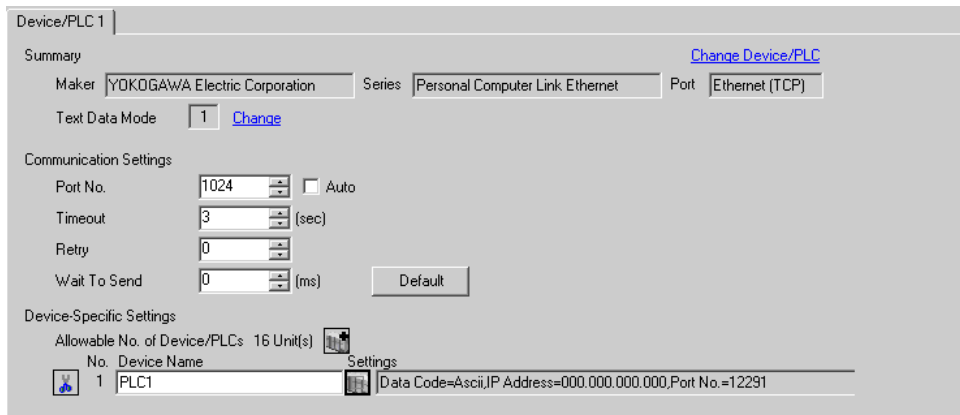 Device/PLC 1
Summary Change Device/PLC
Maker YOKOGAWA Electric Corporation Series Personal Computer Link Ethernet Port Ethernet (TCP)
Text Data Mode 1 Change
Communication Settings
Port No. 1024 Auto
Timeout 3 (sec)
Retry 0
Wait To Send 0 (ms) Default
Device-Specific Settings
Allowable No. of Device/PLCs 16 Unit(s)
No. Device Name Settings
1 PLC1 Data Code=Ascii,IP Address=000.000.000.000,Port No.=12291